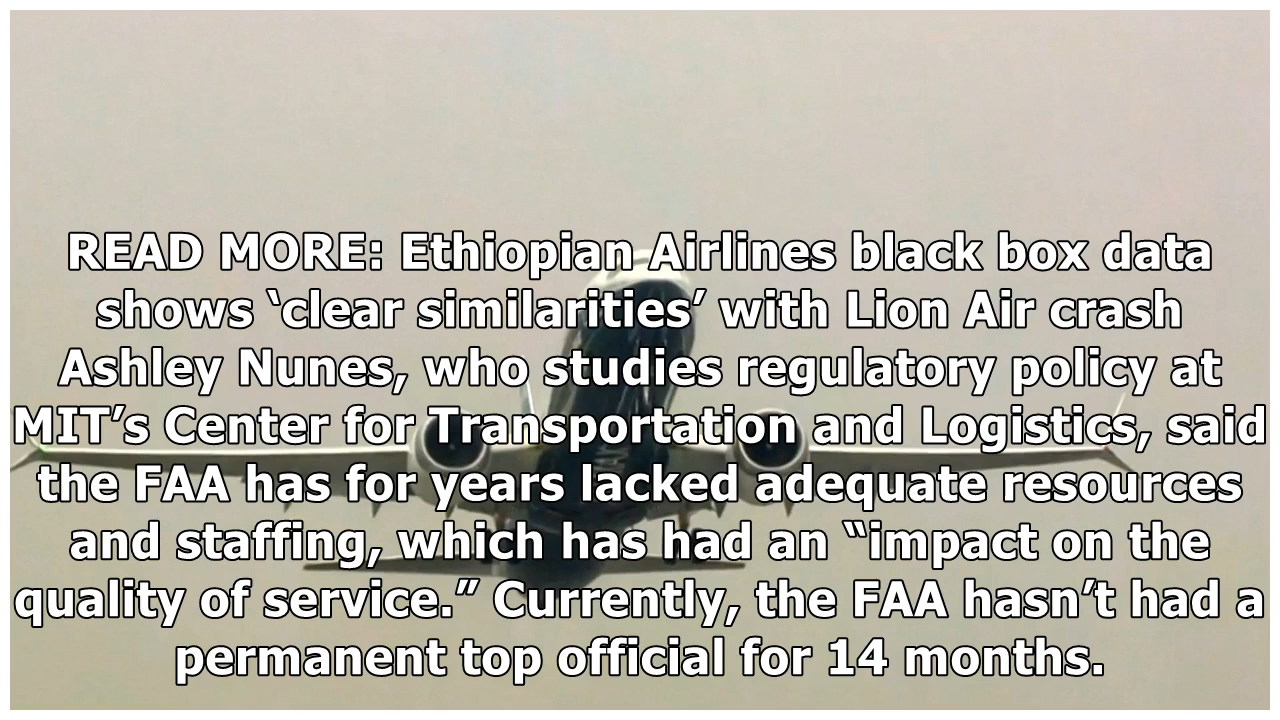 READ MORE: Ethiopian Airlines black box data
shows ‘clear similarities’ with Lion Air crash
Ashley Nunes, who studies regulatory policy at
MIT’s Center for Transportation and Logistics, said
the FAA has for years lacked adequate resources
and staffing, which has had an “impact on the
quality of service.” Currently, the FAA hasn’t had a
permanent top official for 14 months.